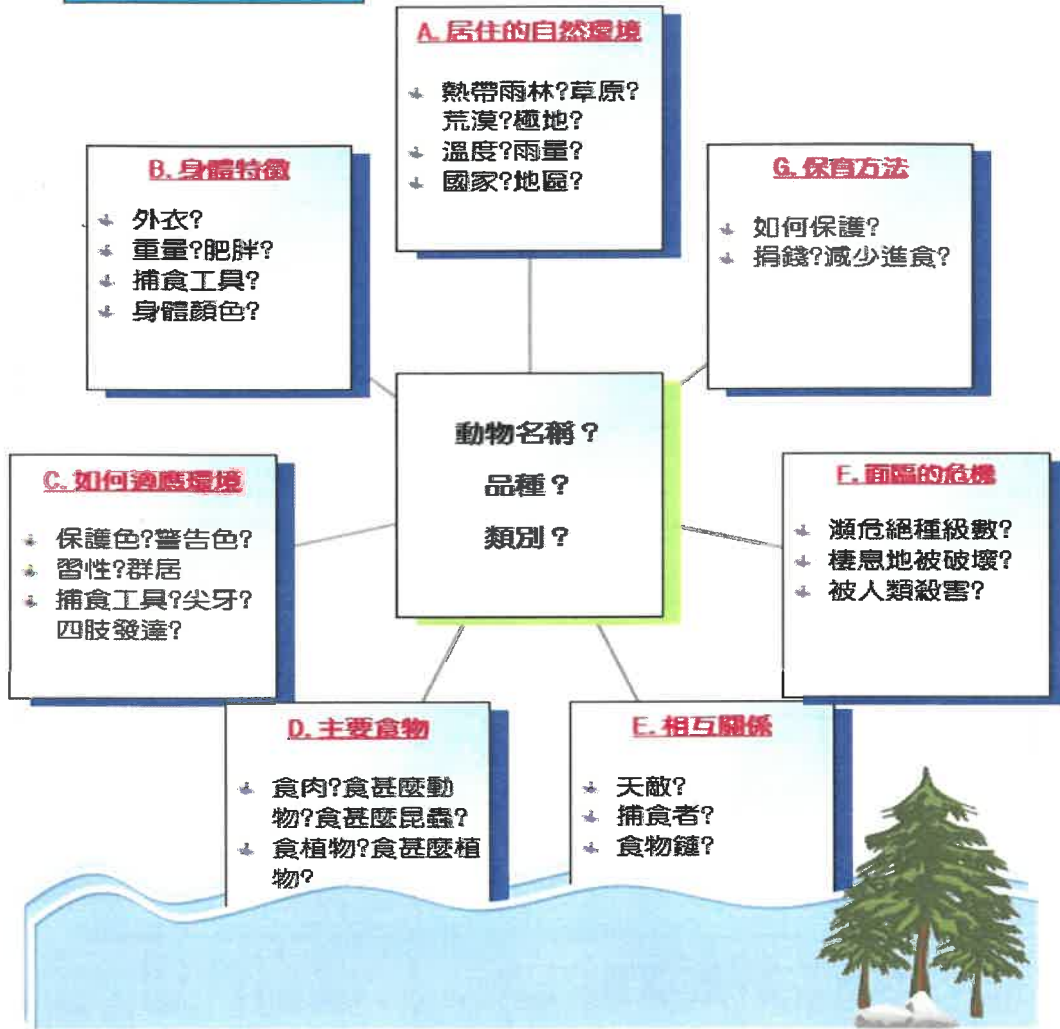 A. 居住的自然環境
熱帶雨林?草原?
荒漠?極地?
溫度?雨量?
國家?地區?
B. 身體特徵
外衣?
重量?肥胖?
捕食工具?
身體顏色?
G. 保育方法
如何保護?
捐錢?減少進食?
動物名稱？
品種？
類別？
C. 如何適應環境
保護色?警告色?
習性?群居
捕食工具?尖牙?
四肢發達?
F. 面臨的危機
瀕危絕種級數?
棲息地被破壞?
被人類殺害?
D. 主要食物
食肉?食甚麼動
物?食甚麼昆蟲?
食植物?食甚麼植
物?
E. 相互關係
天敵?
捕食者?
食物鏈?